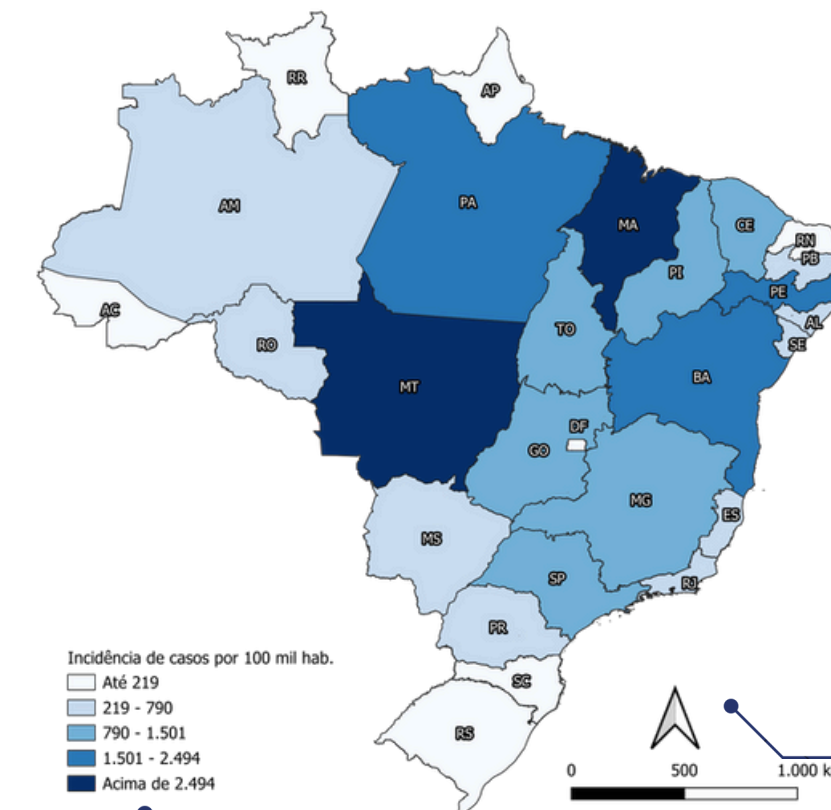 RR
AP
AM
PA
MA
CE
RN
PB
PI
PE
AC
AL
TO
RO
SE
BA
MT
DF
GO
MG
ES
MS
SP
RJ
PR
SC
RS
Incidência de casos por 100 mil hab.
Até 219
219 - 790
790 - 1.501
1.501 - 2.494
Acima de 2.494
0 500 1.000 k